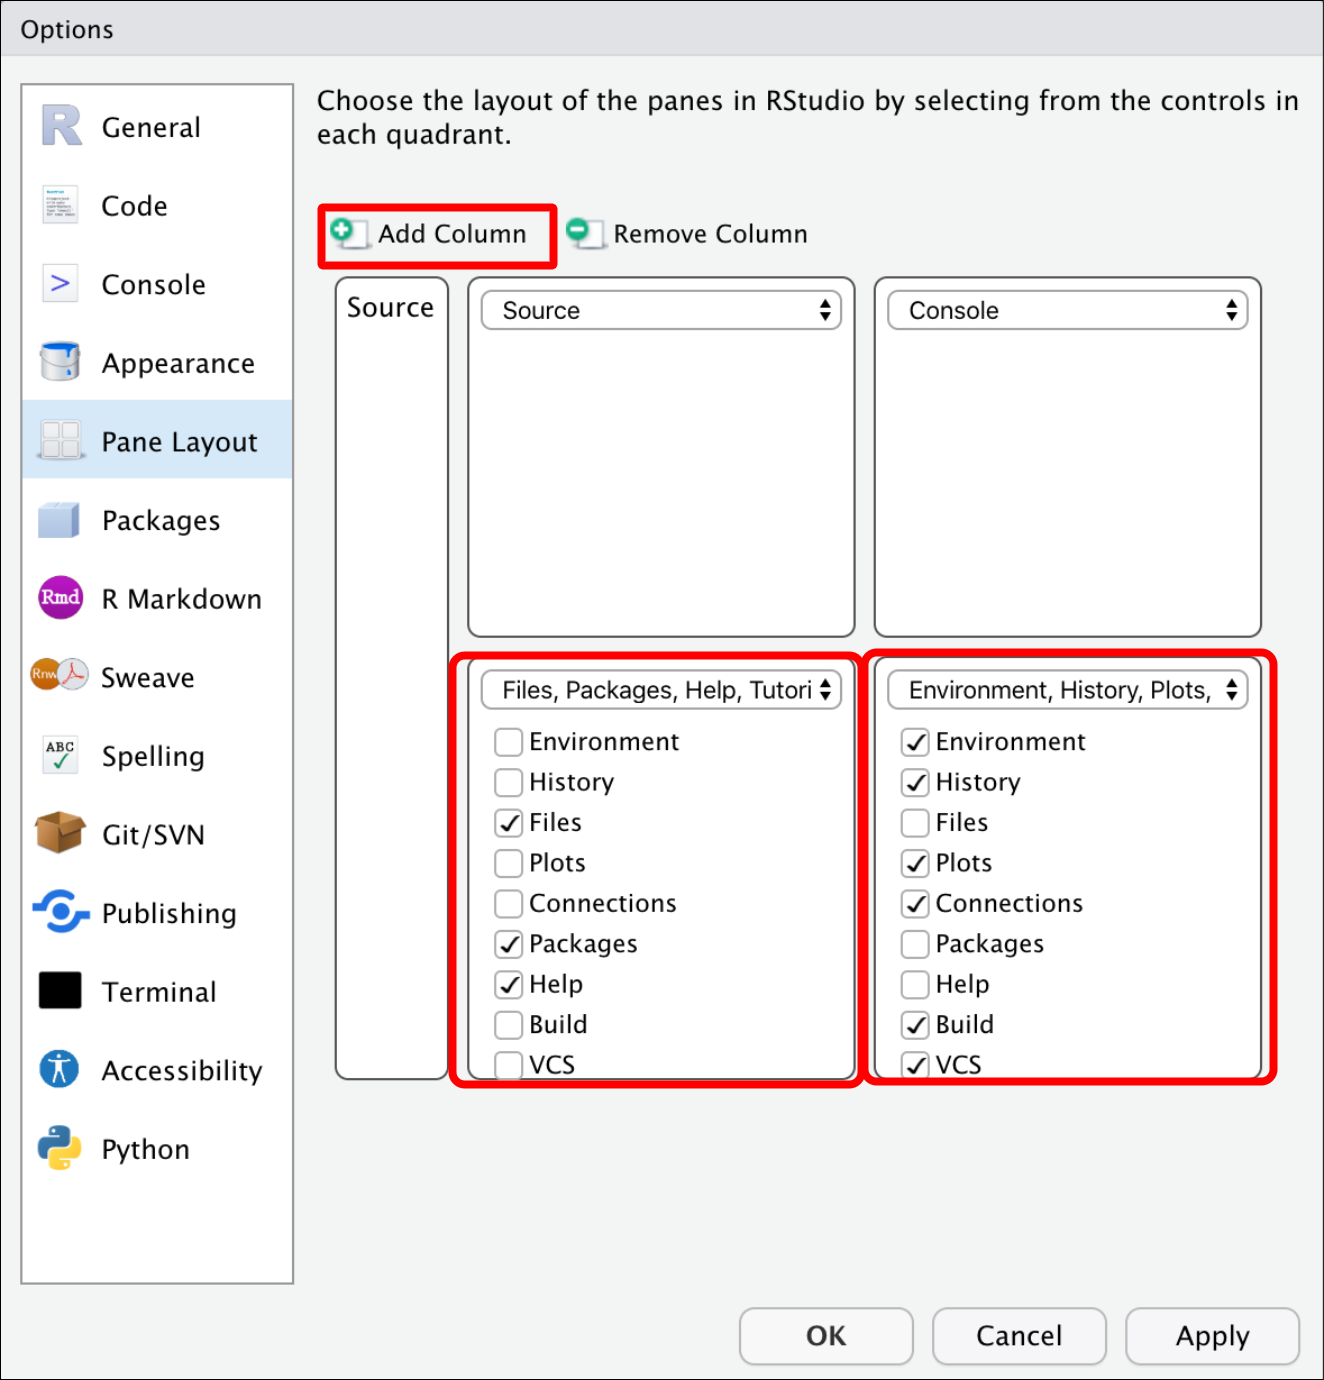 Options
General
Code
Console
Appearance
Pane Layout
Packages
Rmd R Markdown
Rnw Sweave
ABC Spelling
Git/SVN
Publishing
Terminal
Accessibility
Python
Choose the layout of the panes in RStudio by selecting from the controls in
each quadrant.
Add Column Remove Column
Source
Source
Console
Files, Packages, Help, Tutori
Environment
History
Files
Plots
Connections
Packages
Help
Build
VCS
Environment, History, Plots,
Environment
History
Files
Plots
Connections
Packages
Help
Build
VCS
OK Cancel Apply